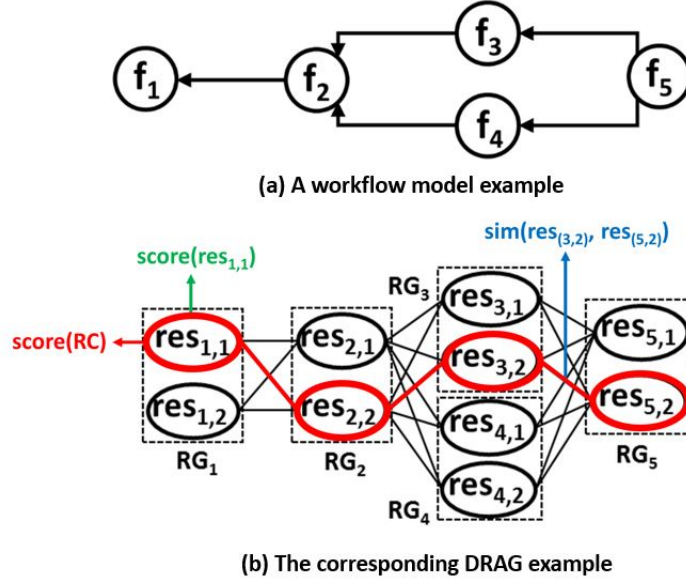 f3
f1 f2 f5
f4
(a) A workflow model example
sim(res(3,2), res(5,2))
score(res1,1)
RG3 res3,1
score(RC) res1,1 res2,1 res5,1
res3,2
res1,2 res2,2 res4,1 res5,2
RG1 RG2 RG5
RG4 res4,2
(b) The corresponding DRAG example